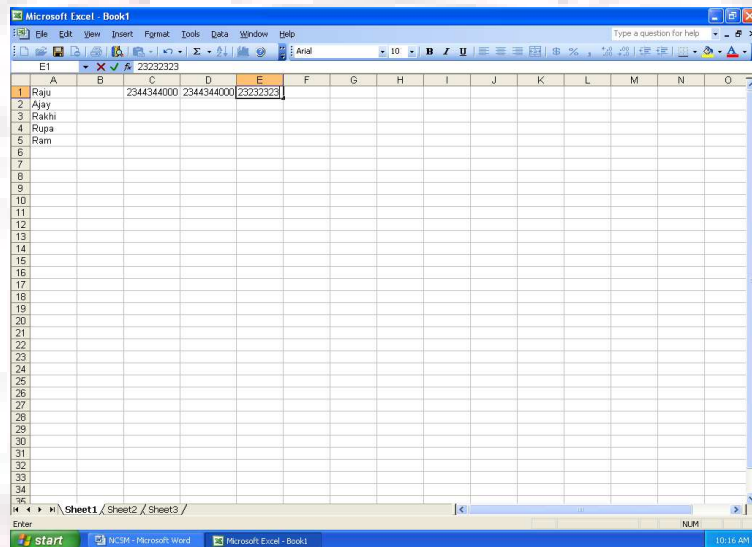 Microsoft Excel - Book1
File Edit View Insert Format Tools Data Window Help Type a question for help
Arial 10 B I U $ % ,
E1 23232323
A B C D E F G H I J K L M N O
1 Raju 2344344000 2344344000 23232323
2 Ajay
3 Rakhi
4 Rupa
5 Ram
6
7
8
9
10
11
12
13
14
15
16
17
18
19
20
21
22
23
24
25
26
27
28
29
30
31
32
33
34
35
Sheet1 / Sheet2 / Sheet3 /
Enter NUM
start NCSM - Microsoft Word Microsoft Excel - Book1 10:16 AM